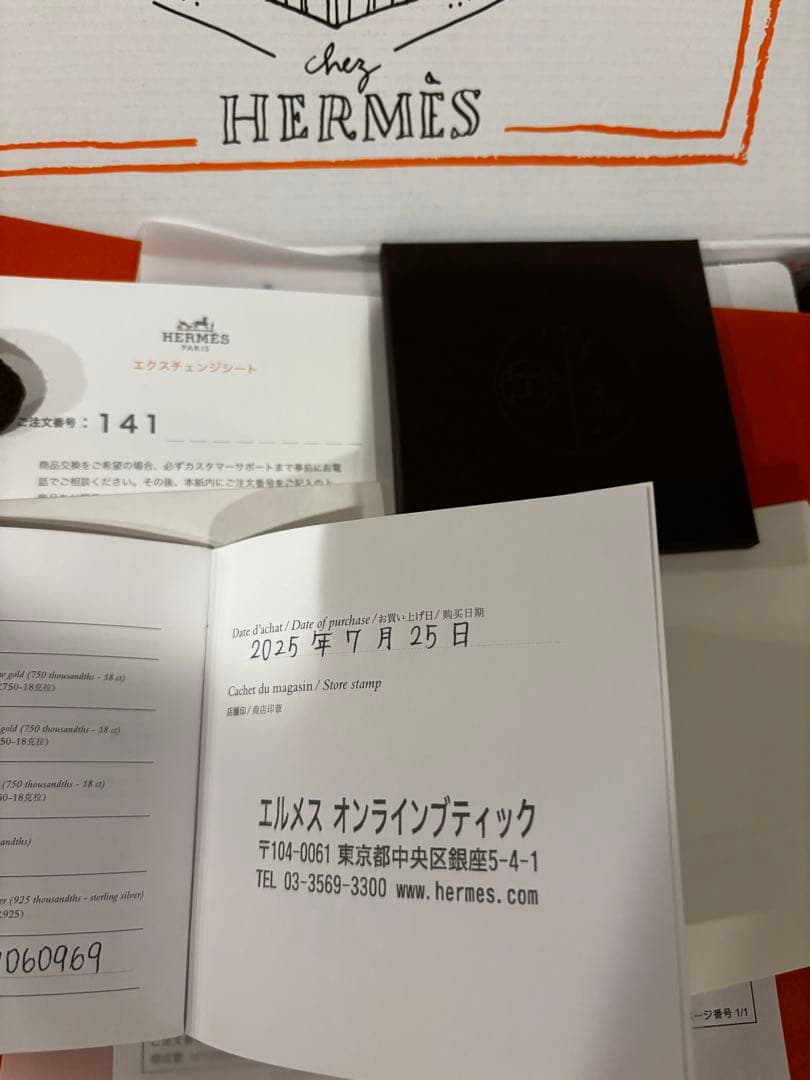 chez
HERMÈS
HERMÈS
PARIS
エクスチェンジシート
ご注文番号：141
商品交換をご希望の場合、必ずカスタマーサポートまで事前にお電
話でご相談ください。その後、本紙内にご注文番号をご記入の上
gold (750 thousandths - 18 ct)
750-18克拉)
gold (750 thousandths - 18 ct)
50-18克拉)
(750 thousandths - 18 ct)
0-18克拉)
andths)
er (925 thousandths - sterling silver)
925)
060969
Date d'achat / Date of purchase / お買い上げ日 / 购买日期
2025年7月25日
Cachet du magasin / Store stamp
店舗印 / 商店印章
エルメス オンラインブティック
〒104-0061 東京都中央区銀座5-4-1
TEL 03-3569-3300 www.hermes.com
ージ番号 1/1